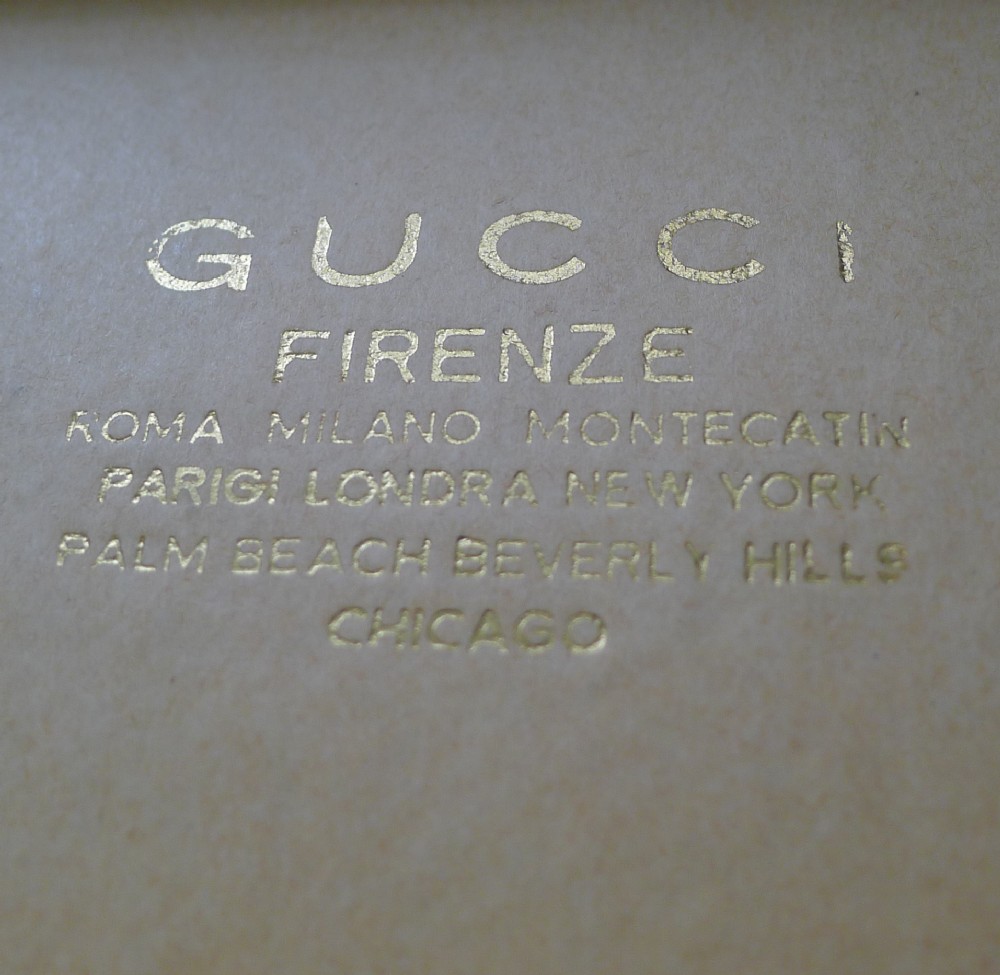 GUCCI
FIRENZE
ROMA MILANO MONTECATIN
PARIGI LONDRA NEW YORK
PALM BEACH BEVERLY HILLS
CHICAGO